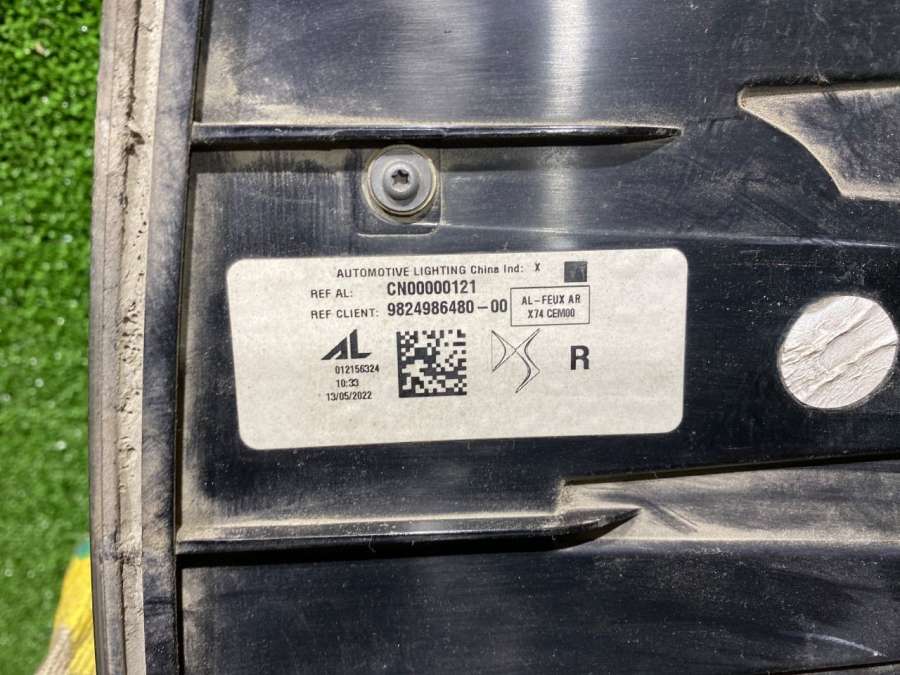 AUTOMOTIVE LIGHTING China Ind: X
REF AL: CN00000121
REF CLIENT: 9824986480-00
AL-FEUX AR
X74 CEM00
AL
012156324
10:33
13/05/2022
DS
R